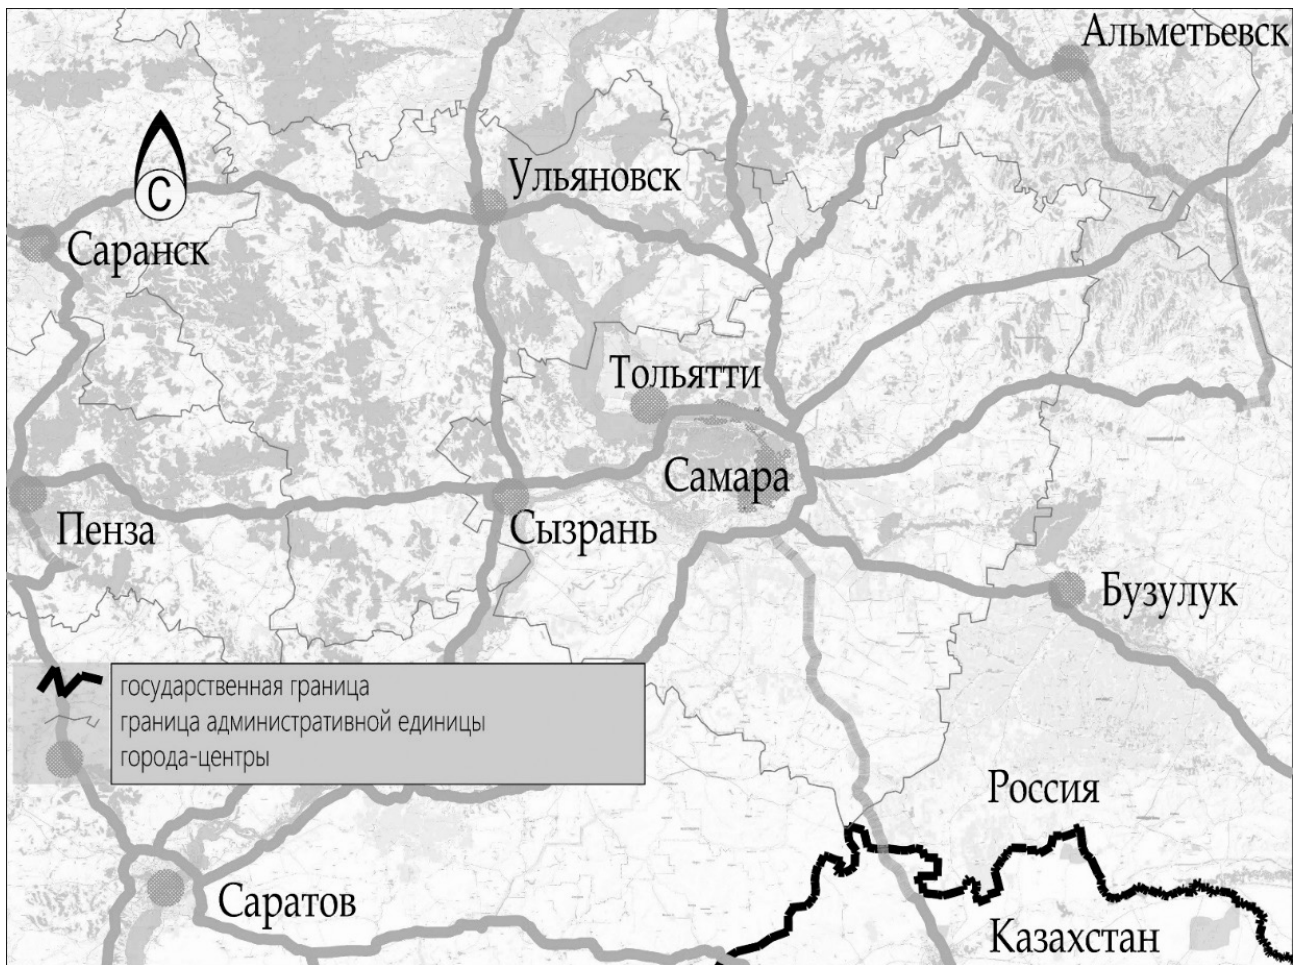 Альметьевск
Ульяновск
С
Саранск
Тольятти
Самара
Пенза
Сызрань
Бузулук
государственная граница
граница административной единицы
города-центры
Россия
Саратов
Казахстан